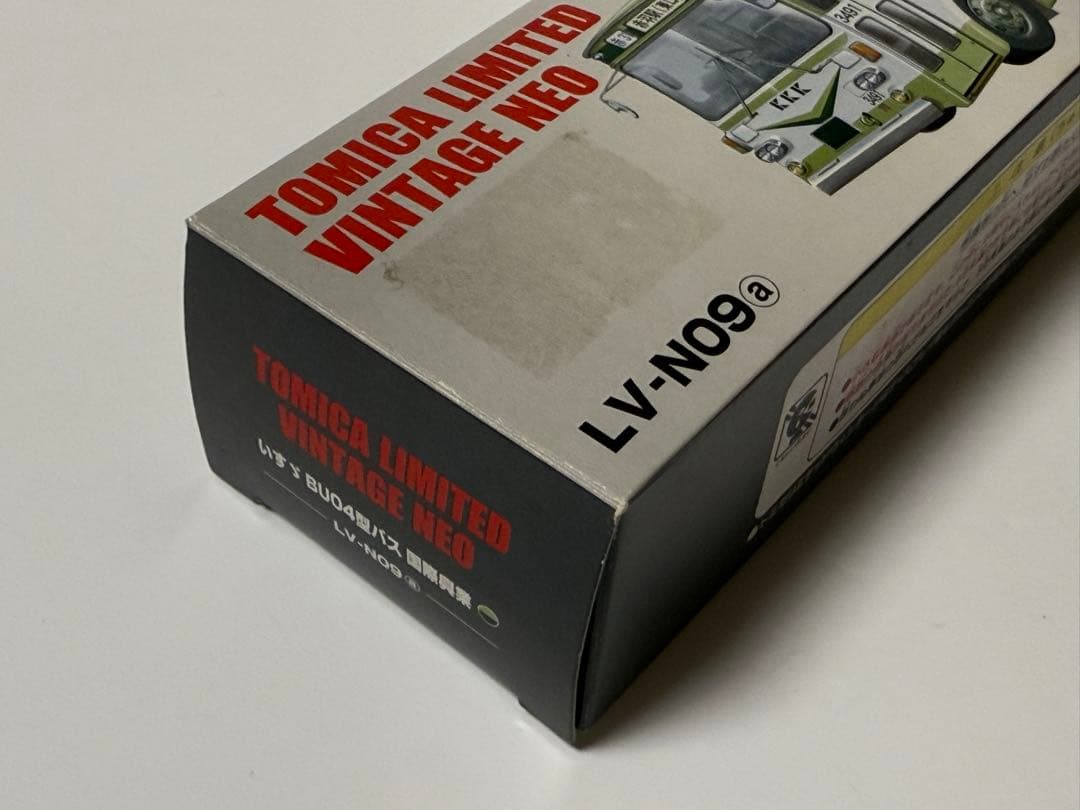 TOMICA LIMITED
VINTAGE NEO
LV-N09ⓐ
KKK
3491
3491
TOMICA LIMITED
VINTAGE NEO
いすゞBU04型バス 国際興業
LV-N09ⓐ